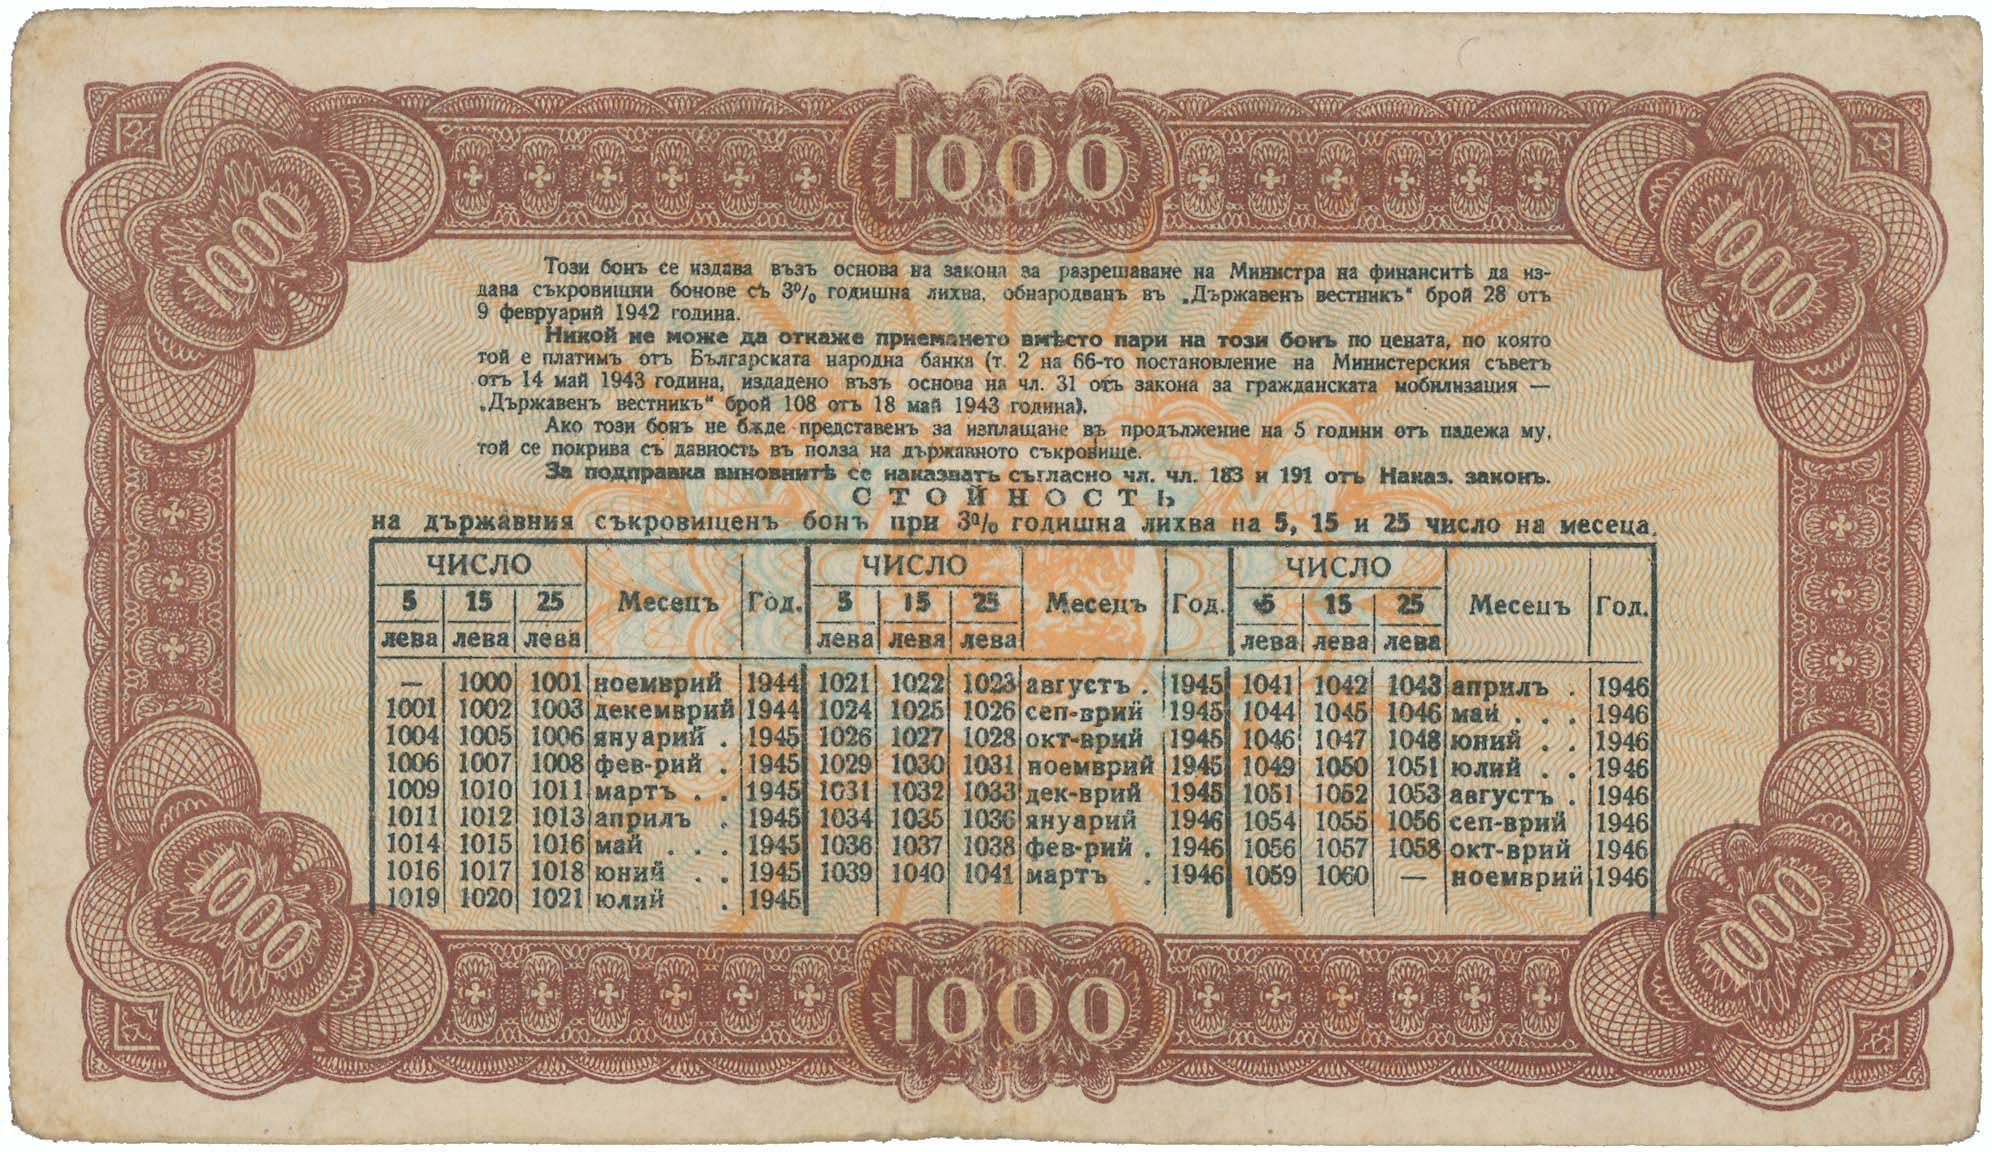 1000
1000
1000
Този бонъ се издава възъ основа на закона за разрешаване на Министра на финанситѣ да из-
дава съкровишни бонове съ 3% годишна лихва, обнародванъ въ „Държавенъ вестникъ“ брой 28 отъ
9 февруарий 1942 година.
Никой не може да откаже приемането вмѣсто пари на този бонъ по цената, по която
той е платимъ отъ Българската народна банка (т. 2 на 66-то постановление на Министерския съветъ
отъ 14 май 1943 година, издадено възъ основа на чл. 31 отъ закона за гражданската мобилизация —
„Държавенъ вестникъ“ брой 108 отъ 18 май 1943 година).
Ако този бонъ не бѫде представенъ за изплащане въ продължение на 5 години отъ падежа му,
той се покрива съ давность въ полза на държавното съкровище.
За подправка виновнитѣ се наказватъ съгласно чл. чл. 183 и 191 отъ Наказ. законъ.
СТОЙНОСТЬ
на държавния съкровищенъ бонъ при 3% годишна лихва на 5, 15 и 25 число на месеца.
ЧИСЛО ЧИСЛО ЧИСЛО
5 15 25 Месецъ Год. 5 15 25 Месецъ Год. 5 15 25 Месецъ Год.
лева лева лева лева лева лева лева лева лева
— 1000 1001 ноемврий 1944 1021 1022 1023 августъ . 1945 1041 1042 1043 априлъ . 1946
1001 1002 1003 декемврий 1944 1024 1025 1026 сеп-врий 1945 1044 1045 1046 май . . . 1946
1004 1005 1006 януарий . 1945 1026 1027 1028 окт-врий 1945 1046 1047 1048 юний . . 1946
1006 1007 1008 фев-рий . 1945 1029 1030 1031 ноемврий 1945 1049 1050 1051 юлий . . 1946
1009 1010 1011 мартъ . . 1945 1031 1032 1033 дек-врий 1945 1051 1052 1053 августъ . 1946
1011 1012 1013 априлъ . 1945 1034 1035 1036 януарий 1946 1054 1055 1056 сеп-врий 1946
1014 1015 1016 май . . . 1945 1036 1037 1038 фев-рий . 1946 1056 1057 1058 окт-врий 1946
1016 1017 1018 юний . . 1945 1039 1040 1041 мартъ . 1946 1059 1060 — ноемврий 1946
1019 1020 1021 юлий . 1945
1000
1000
1000